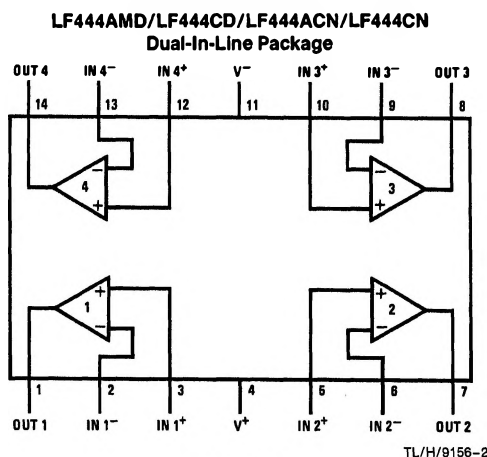 LF444AMD/LF444CD/LF444ACN/LF444CN
Dual-In-Line Package
OUT 4 IN 4- IN 4+ V- IN 3+ IN 3- OUT 3
14 13 12 11 10 9 8
- -
4 3
+ +
+ +
1 2
- -
1 2 3 4 5 6 7
OUT 1 IN 1- IN 1+ V+ IN 2+ IN 2- OUT 2
TL/H/9156-2